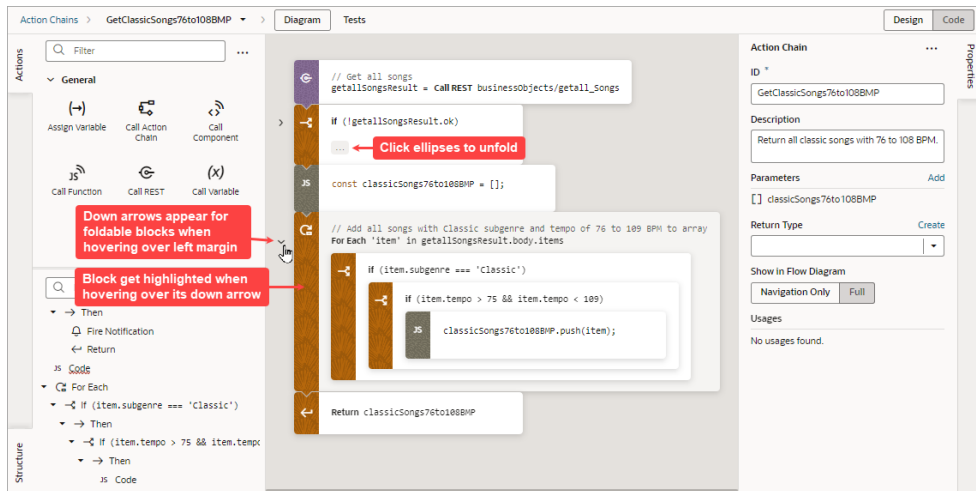 Action Chains > GetClassicSongs76to108BMP > Diagram Tests Design Code
Actions
Filter ...
General
Assign Variable
Call Action Chain
Call Component
JS
Call Function
Call REST
(x)
Call Variable
Down arrows appear for
foldable blocks when
hovering over left margin
Block get highlighted when
hovering over its down arrow
Then
Fire Notification
Return
JS Code
For Each
If (item.subgenre === 'Classic')
Then
If (item.tempo > 75 && item.tempo
Then
JS Code
Structure
// Get all songs
getallSongsResult = Call REST businessObjects/getall_Songs
if (!getallSongsResult.ok)
...
Click ellipses to unfold
JS const classicSongs76to108BMP = [];
// Add all songs with Classic subgenre and tempo of 76 to 109 BPM to array
For Each 'item' in getallSongsResult.body.items
if (item.subgenre === 'Classic')
if (item.tempo > 75 && item.tempo < 109)
JS classicSongs76to108BMP.push(item);
Return classicSongs76to108BMP
Action Chain ...
ID *
GetClassicSongs76to108BMP
Description
Return all classic songs with 76 to 108 BPM.
Parameters Add
[ ] classicSongs76to108BMP
Return Type Create
Show in Flow Diagram
Navigation Only Full
Usages
No usages found.
Properties